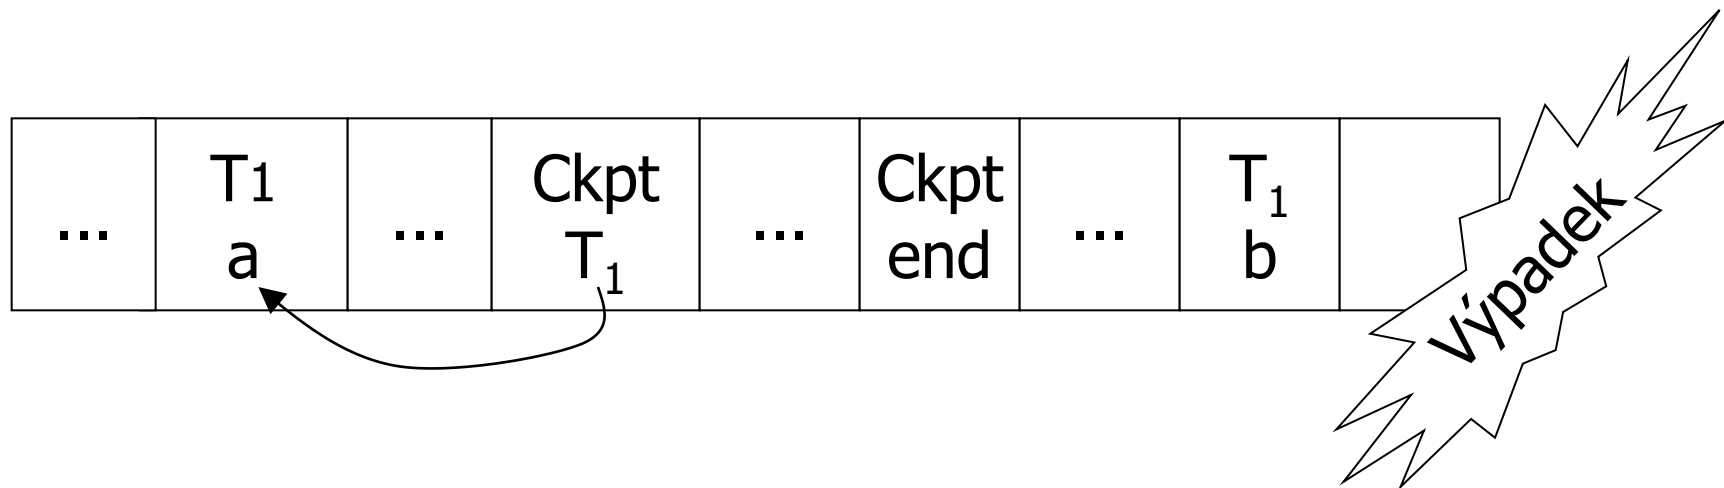 ...
T1
a
...
Ckpt
T₁
...
Ckpt
end
...
T₁
b
Výpadek